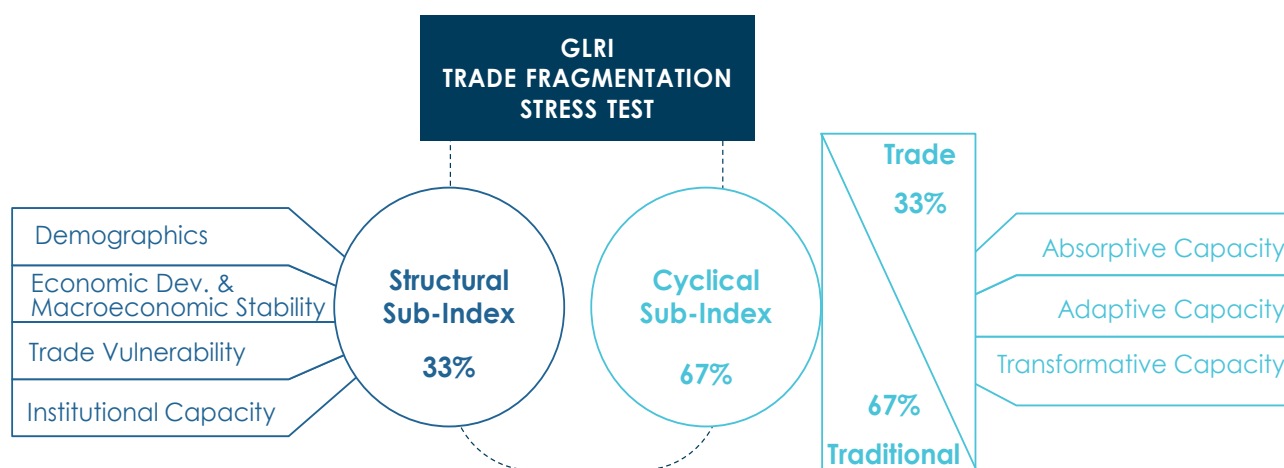 GLRI
TRADE FRAGMENTATION
STRESS TEST
Demographics
Economic Dev. &
Macroeconomic Stability
Trade Vulnerability
Institutional Capacity
Structural
Sub-Index
33%
Cyclical
Sub-Index
67%
Trade
33%
67%
Traditional
Absorptive Capacity
Adaptive Capacity
Transformative Capacity